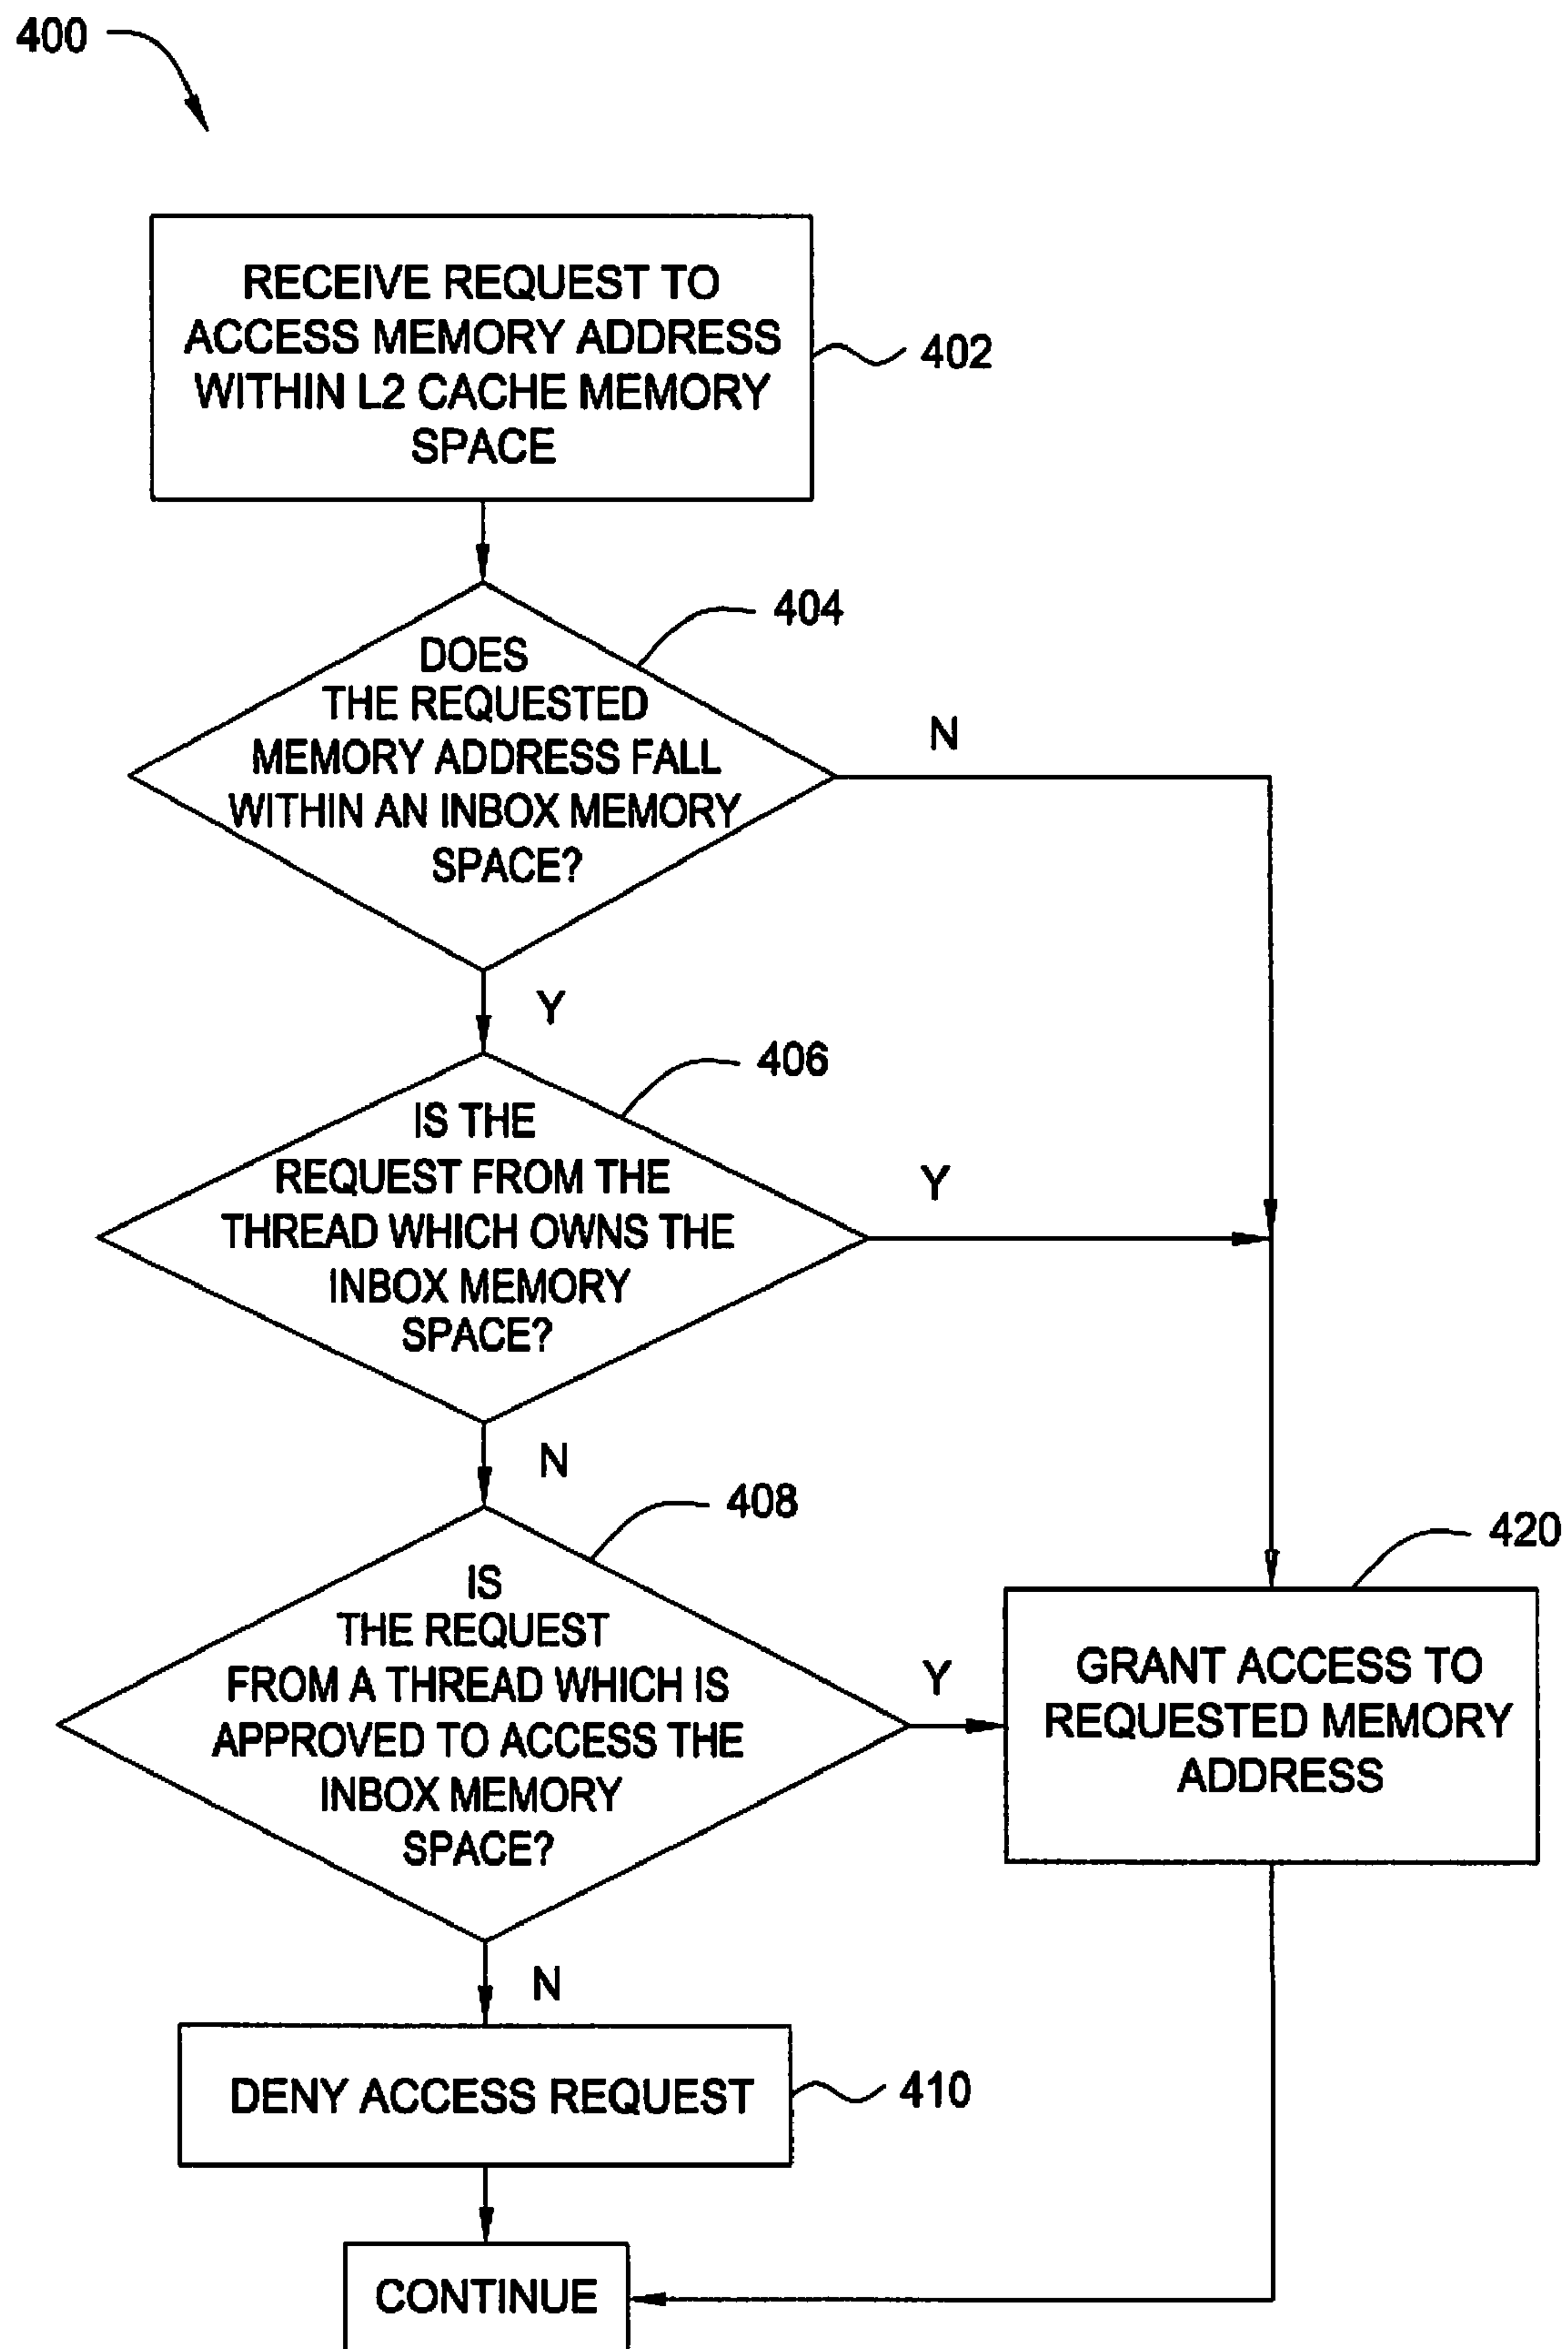 400
RECEIVE REQUEST TO
ACCESS MEMORY ADDRESS
WITHIN L2 CACHE MEMORY
SPACE
402
DOES
THE REQUESTED
MEMORY ADDRESS FALL
WITHIN AN INBOX MEMORY
SPACE?
404
N
Y
IS THE
REQUEST FROM THE
THREAD WHICH OWNS THE
INBOX MEMORY
SPACE?
406
Y
N
IS
THE REQUEST
FROM A THREAD WHICH IS
APPROVED TO ACCESS THE
INBOX MEMORY
SPACE?
408
Y
GRANT ACCESS TO
REQUESTED MEMORY
ADDRESS
420
N
DENY ACCESS REQUEST
410
CONTINUE